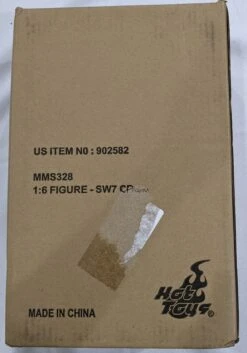 US ITEM NO : 902582
MMS328
1:6 FIGURE - SW7 CP
MADE IN CHINA
Hot
Toys®